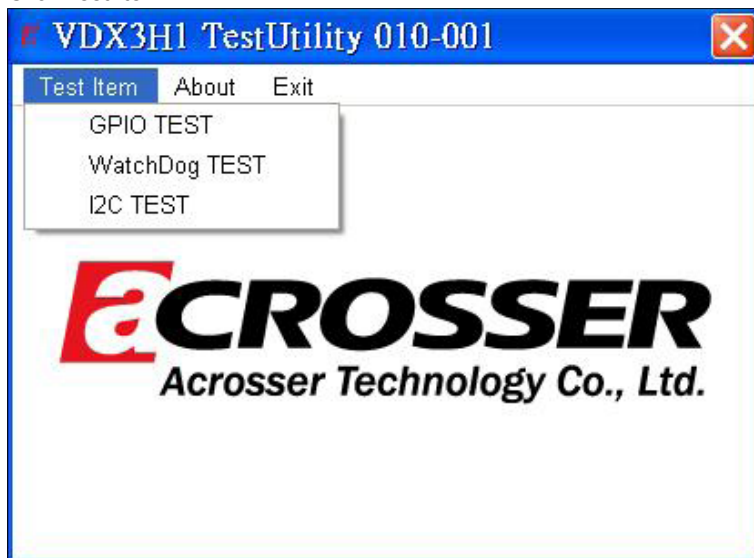 VDX3H1 TestUtility 010-001
Test Item About Exit
GPIO TEST
WatchDog TEST
I2C TEST
aCROSSER
Acrosser Technology Co., Ltd.